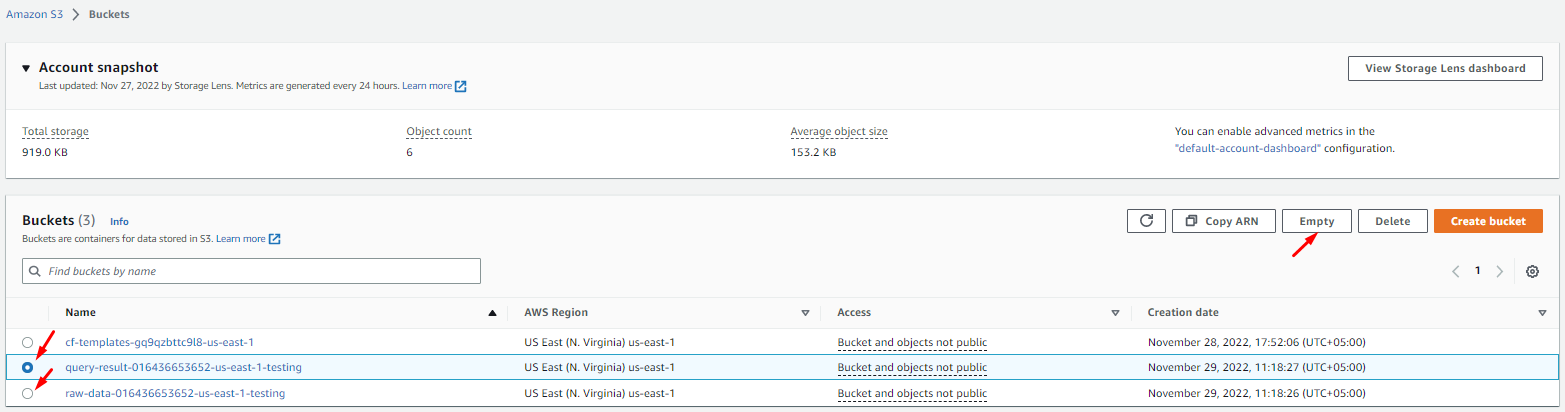 Amazon S3 > Buckets
Account snapshot
Last updated: Nov 27, 2022 by Storage Lens. Metrics are generated every 24 hours. Learn more
View Storage Lens dashboard
Total storage Object count Average object size You can enable advanced metrics in the
919.0 KB 6 153.2 KB "default-account-dashboard" configuration.
Buckets (3) Info
Buckets are containers for data stored in S3. Learn more
Copy ARN Empty Delete Create bucket
Find buckets by name
1
Name AWS Region Access Creation date
cf-templates-gq9qzbttc9l8-us-east-1 US East (N. Virginia) us-east-1 Bucket and objects not public November 28, 2022, 17:52:06 (UTC+05:00)
query-result-016436653652-us-east-1-testing US East (N. Virginia) us-east-1 Bucket and objects not public November 29, 2022, 11:18:27 (UTC+05:00)
raw-data-016436653652-us-east-1-testing US East (N. Virginia) us-east-1 Bucket and objects not public November 29, 2022, 11:18:26 (UTC+05:00)